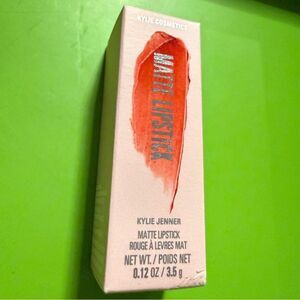 KYLIE COSMETICS
MATTE LIPSTICK
KYLIE JENNER
MATTE LIPSTICK
ROUGE À LÈVRES MAT
NET WT. / POIDS NET
0.12 OZ / 3.5 g